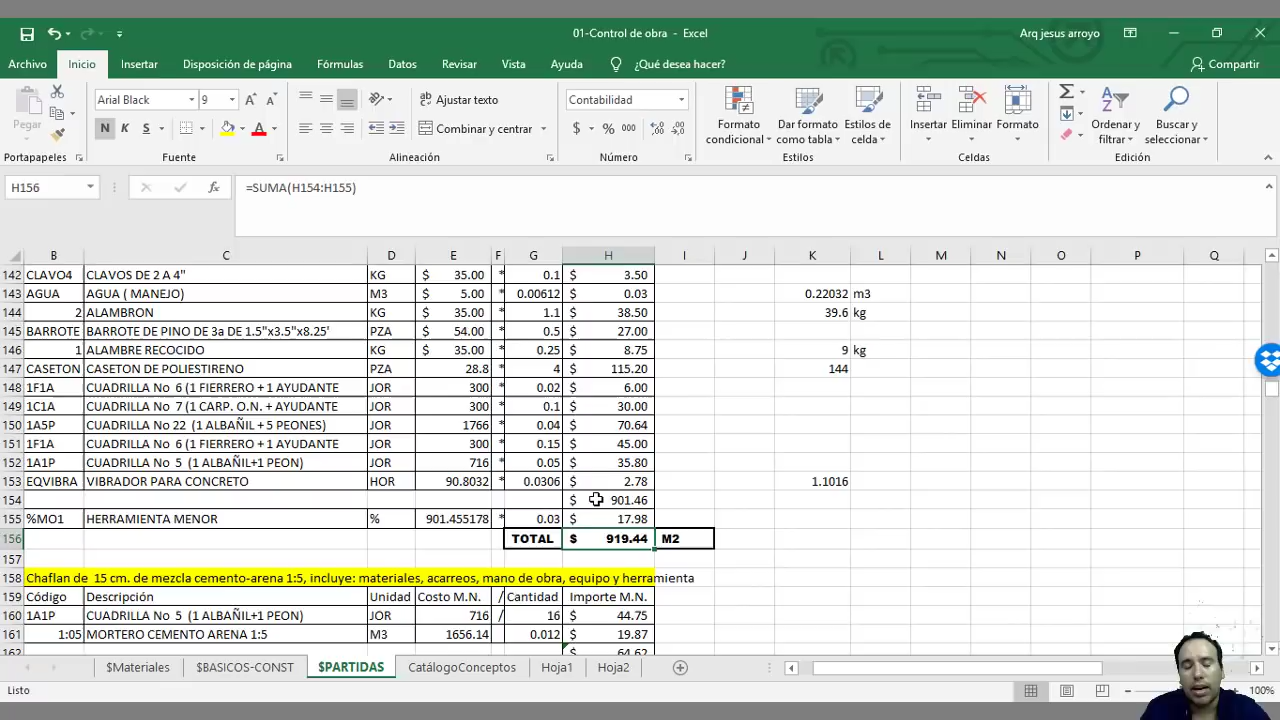 01-Control de obra - Excel
Arq jesus arroyo
Archivo Inicio Insertar Disposición de página Fórmulas Datos Revisar Vista Ayuda ¿Qué desea hacer? Compartir
Pegar
Arial Black 9
N K S
Ajustar texto
Combinar y centrar
Contabilidad
$ % 000
Formato condicional
Dar formato como tabla
Estilos de celda
Insertar Eliminar Formato
Ordenar y filtrar
Buscar y seleccionar
Portapapeles Fuente Alineación Número Estilos Celdas Edición
H156 fx =SUMA(H154:H155)
B C D E F G H I J K L M N O P Q
142 CLAVO4 CLAVOS DE 2 A 4" KG $ 35.00 * 0.1 $ 3.50
143 AGUA AGUA ( MANEJO) M3 $ 5.00 * 0.00612 $ 0.03 0.22032 m3
144 2 ALAMBRON KG $ 35.00 * 1.1 $ 38.50 39.6 kg
145 BARROTE BARROTE DE PINO DE 3a DE 1.5"x3.5"x8.25' PZA $ 54.00 * 0.5 $ 27.00
146 1 ALAMBRE RECOCIDO KG $ 35.00 * 0.25 $ 8.75 9 kg
147 CASETON CASETON DE POLIESTIRENO PZA 28.8 * 4 $ 115.20 144
148 1F1A CUADRILLA No 6 (1 FIERRERO + 1 AYUDANTE JOR 300 * 0.02 $ 6.00
149 1C1A CUADRILLA No 7 (1 CARP. O.N. + AYUDANTE JOR 300 * 0.1 $ 30.00
150 1A5P CUADRILLA No 22 (1 ALBAÑIL + 5 PEONES) JOR 1766 * 0.04 $ 70.64
151 1F1A CUADRILLA No 6 (1 FIERRERO + 1 AYUDANTE JOR 300 * 0.15 $ 45.00
152 1A1P CUADRILLA No 5 (1 ALBAÑIL+1 PEON) JOR 716 * 0.05 $ 35.80
153 EQVIBRA VIBRADOR PARA CONCRETO HOR 90.8032 * 0.0306 $ 2.78 1.1016
154 $ 901.46
155 %MO1 HERRAMIENTA MENOR % 901.455178 * 0.03 $ 17.98
156 TOTAL $ 919.44 M2
157
158 Chaflan de 15 cm. de mezcla cemento-arena 1:5, incluye: materiales, acarreos, mano de obra, equipo y herramienta
159 Código Descripción Unidad Costo M.N. / Cantidad Importe M.N.
160 1A1P CUADRILLA No 5 (1 ALBAÑIL+1 PEON) JOR 716 / 16 $ 44.75
161 1:05 MORTERO CEMENTO ARENA 1:5 M3 1656.14 0.012 $ 19.87
162 $ 64.62
$Materiales $BASICOS-CONST $PARTIDAS CatálogoConceptos Hoja1 Hoja2
Listo 100%